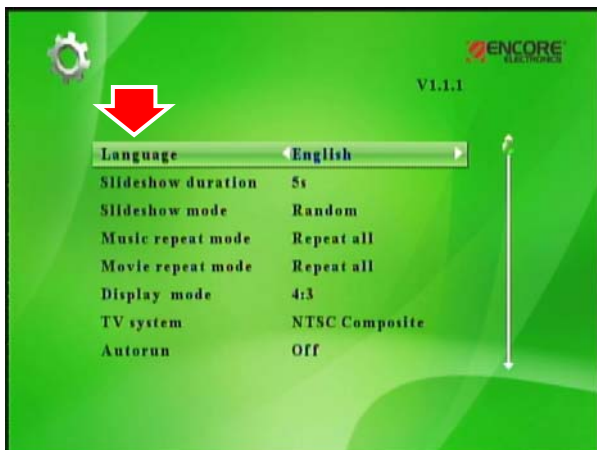 ENCORE
ELECTRONICS
V1.1.1
Language English
Slideshow duration 5s
Slideshow mode Random
Music repeat mode Repeat all
Movie repeat mode Repeat all
Display mode 4:3
TV system NTSC Composite
Autorun Off